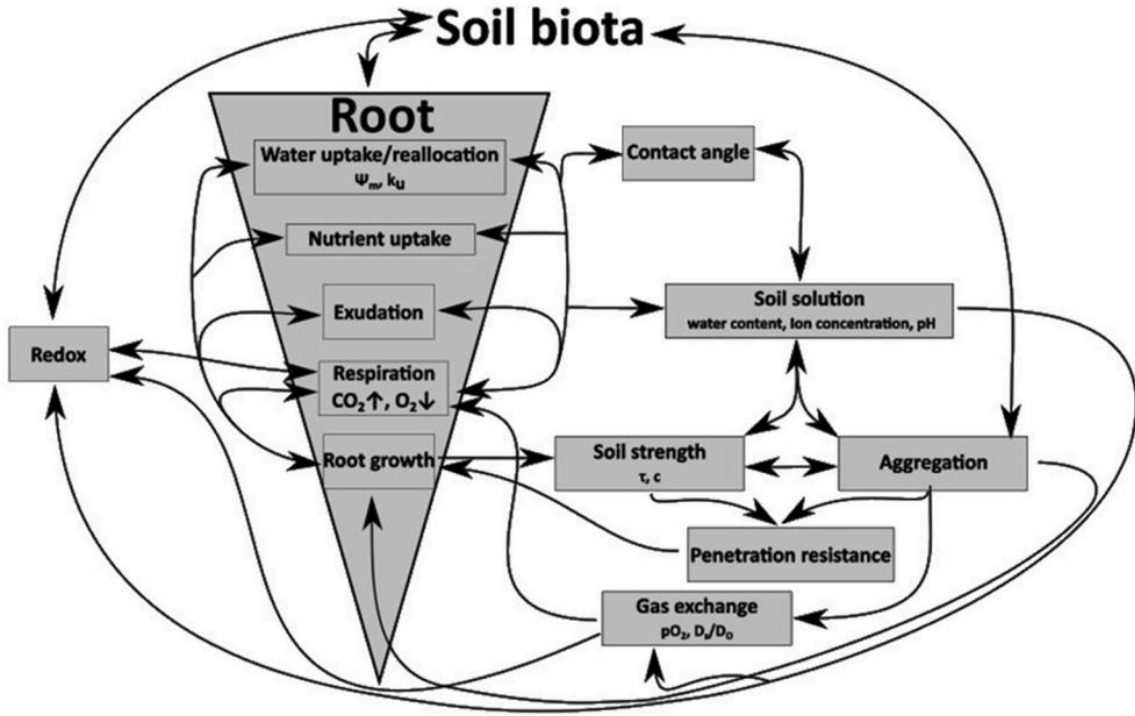 Soil biota
Root
Water uptake/reallocation
Ψm, ku
Contact angle
Nutrient uptake
Soil solution
water content, Ion concentration, pH
Exudation
Redox
Respiration
CO₂↑, O₂↓
Root growth
Soil strength
τ, c
Aggregation
Penetration resistance
Gas exchange
pO₂, Dₛ/D₀